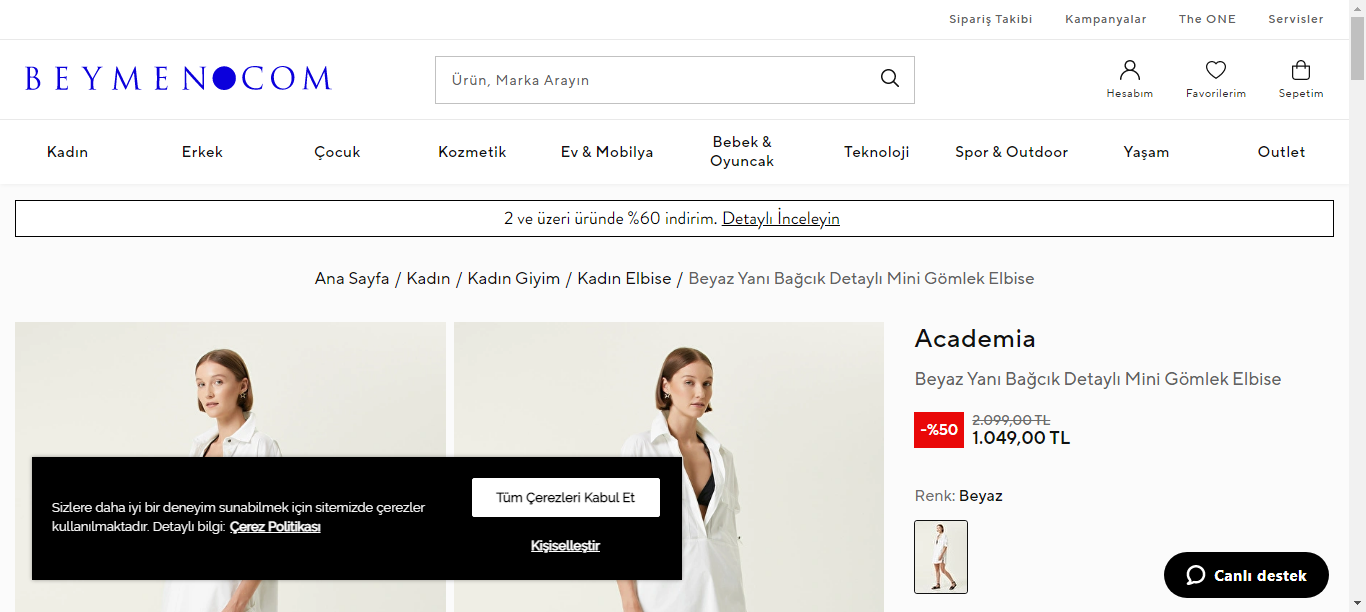 Sipariş Takibi Kampanyalar The ONE Servisler
BEYMEN COM
Ürün, Marka Arayın
Hesabım Favorilerim Sepetim
Kadın Erkek Çocuk Kozmetik Ev & Mobilya Bebek & Oyuncak Teknoloji Spor & Outdoor Yaşam Outlet
2 ve üzeri üründe %60 indirim. Detaylı İnceleyin
Ana Sayfa / Kadın / Kadın Giyim / Kadın Elbise / Beyaz Yanı Bağcık Detaylı Mini Gömlek Elbise
Academia
Beyaz Yanı Bağcık Detaylı Mini Gömlek Elbise
-%50
2.099,00 TL
1.049,00 TL
Renk: Beyaz
Sizlere daha iyi bir deneyim sunabilmek için sitemizde çerezler
kullanılmaktadır. Detaylı bilgi: Çerez Politikası
Tüm Çerezleri Kabul Et
Kişiselleştir
Canlı destek